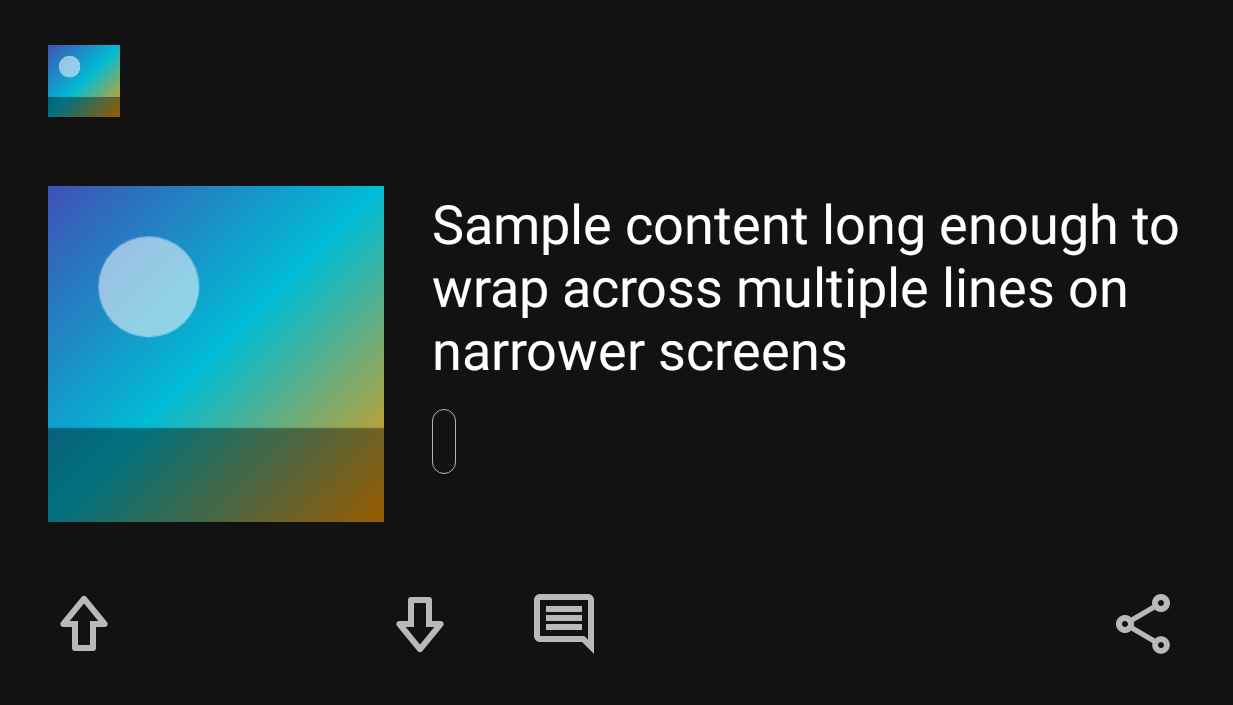 Sample content long enough to
wrap across multiple lines on
narrower screens